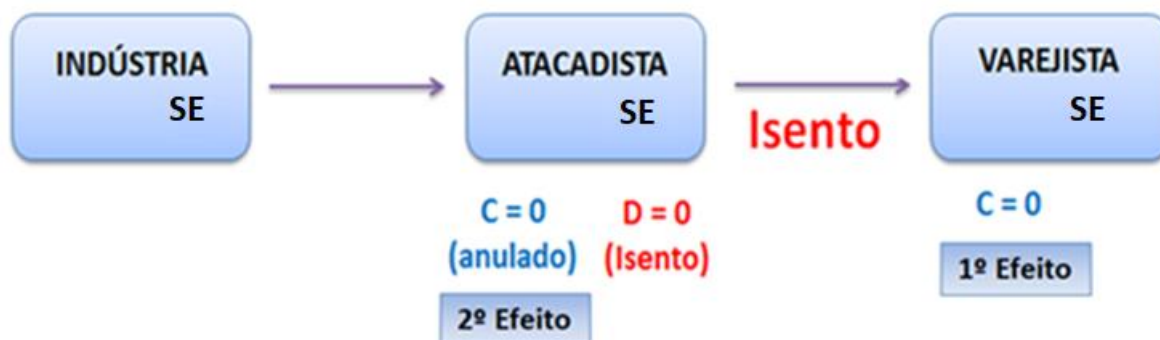 INDÚSTRIA
SE
ATACADISTA
SE
Isento
VAREJISTA
SE
C = 0
(anulado)
D = 0
(Isento)
2º Efeito
C = 0
1º Efeito